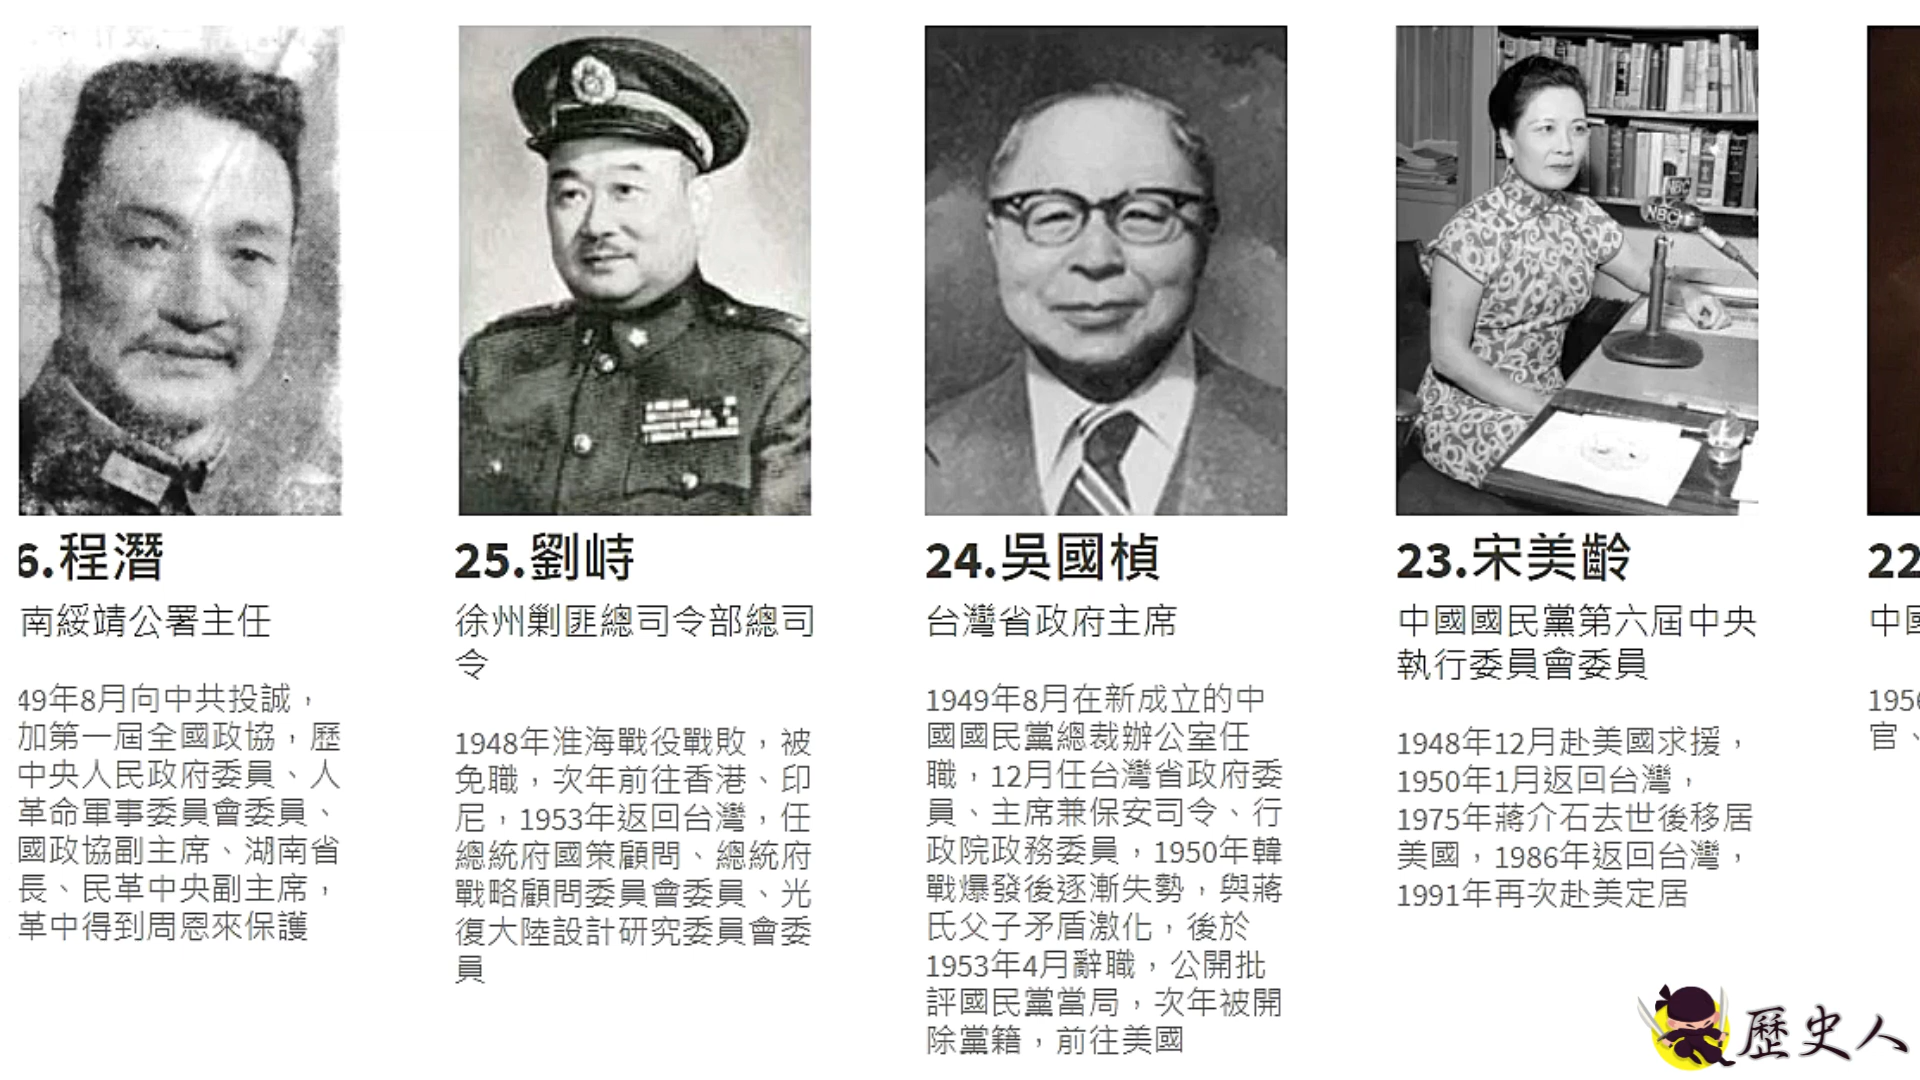 NBC
NBC
6.程潛
南綏靖公署主任
49年8月向中共投誠，
加第一屆全國政協，歷
中央人民政府委員、人
革命軍事委員會委員、
國政協副主席、湖南省
長、民革中央副主席，
革中得到周恩來保護
25.劉峙
徐州剿匪總司令部總司
令
1948年淮海戰役戰敗，被
免職，次年前往香港、印
尼，1953年返回台灣，任
總統府國策顧問、總統府
戰略顧問委員會委員、光
復大陸設計研究委員會委
員
24.吳國楨
台灣省政府主席
1949年8月在新成立的中
國國民黨總裁辦公室任
職，12月任台灣省政府委
員、主席兼保安司令、行
政院政務委員，1950年韓
戰爆發後逐漸失勢，與蔣
氏父子矛盾激化，後於
1953年4月辭職，公開批
評國民黨當局，次年被開
除黨籍，前往美國
23.宋美齡
中國國民黨第六屆中央
執行委員會委員
1948年12月赴美國求援，
1950年1月返回台灣，
1975年蔣介石去世後移居
美國，1986年返回台灣，
1991年再次赴美定居
22
中國
1956
官、
歷史人